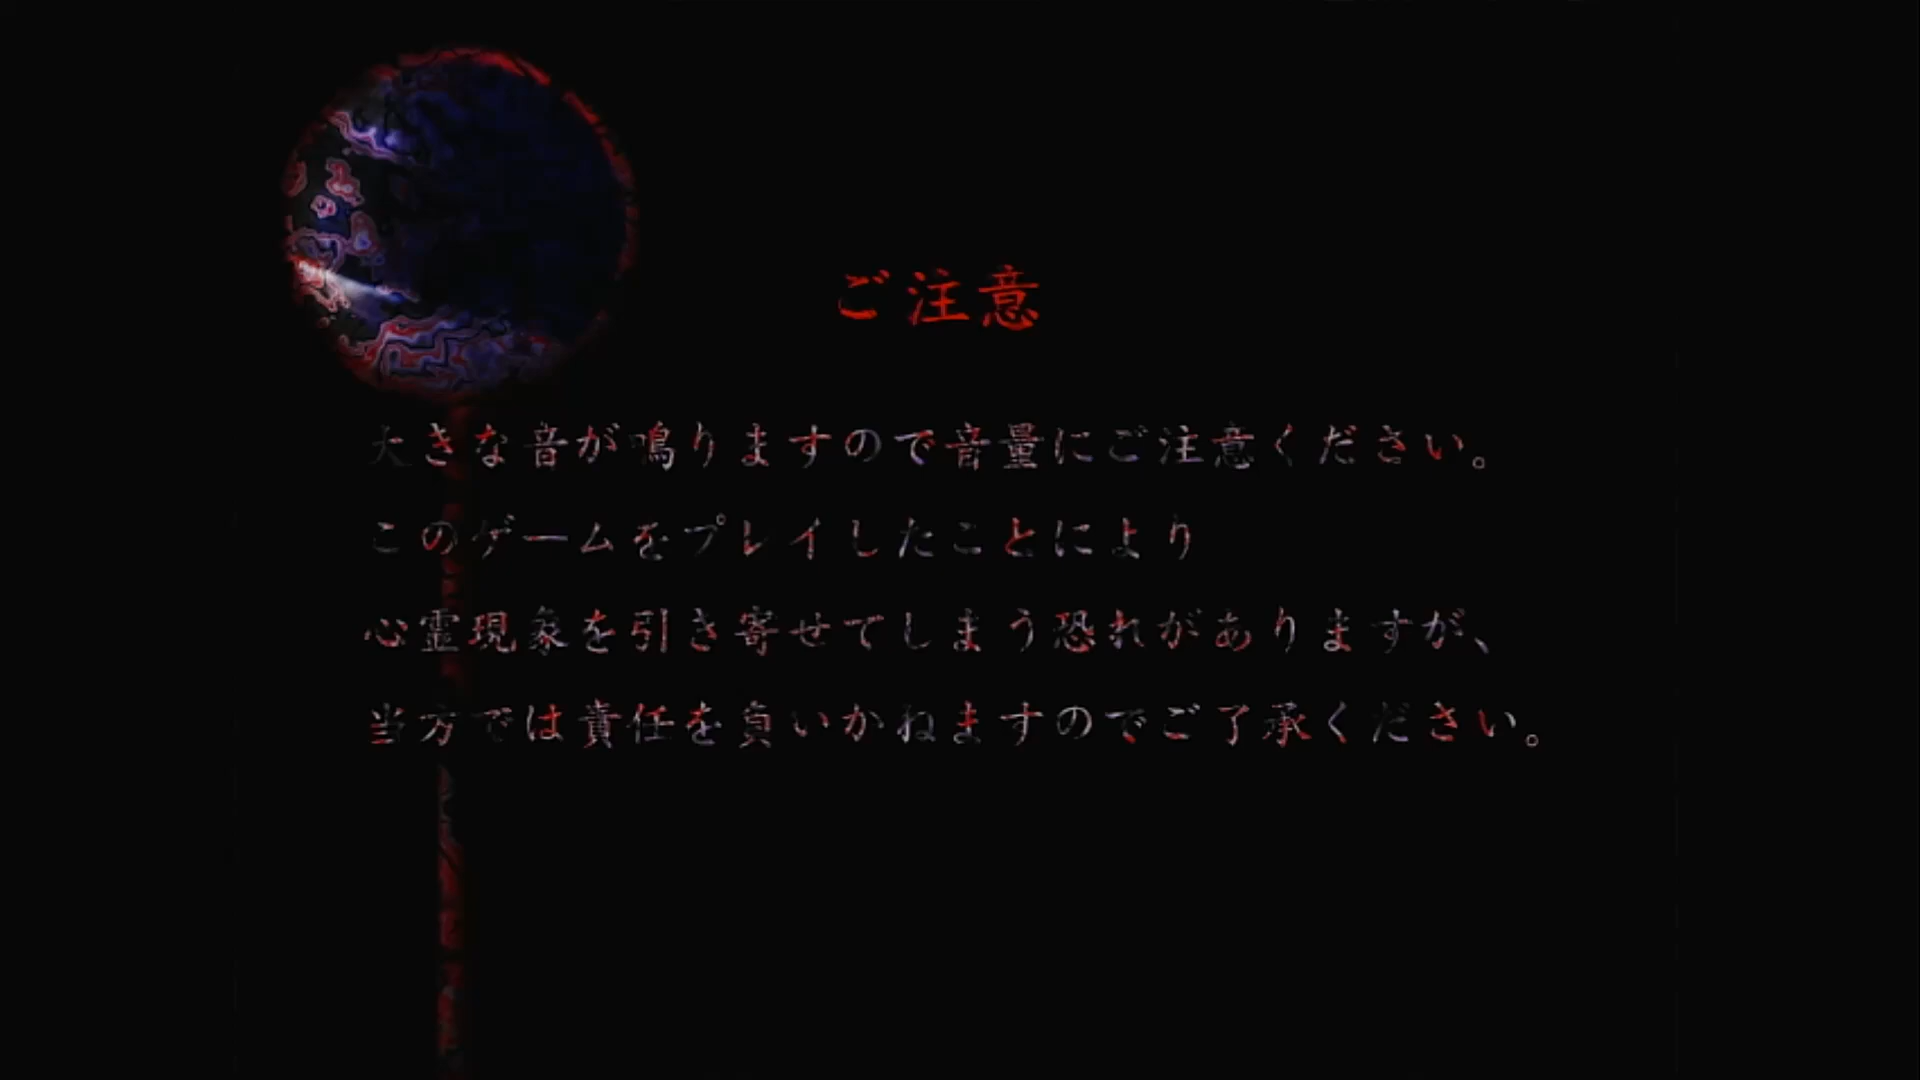 ご注意
大きな音が鳴りますので音量にご注意ください。
このゲームをプレイしたことにより
心霊現象を引き寄せてしまう恐れがありますが、
当方では責任を負いかねますのでご了承ください。